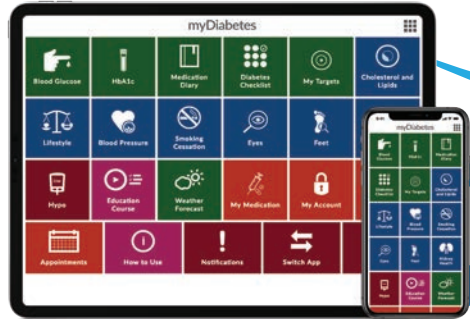 myDiabetes
Blood Glucose
HbA1c
Medication
Diary
Diabetes
Checklist
My Targets
Cholesterol and
Lipids
Lifestyle
Blood Pressure
Smoking
Cessation
Eyes
Feet
Hypo
Education
Course
Weather
Forecast
My Medication
My Account
Appointments
How to Use
Notifications
Switch App
myDiabetes
Blood
Glucose
HbA1c
Medication
Diary
Diabetes
Checklist
My Targets
Cholesterol
and Lipids
Lifestyle
Blood
Pressure
Smoking
Cessation
Eyes
Feet
Kidney
Health
Hypo
Education
Course
Weather
Forecast